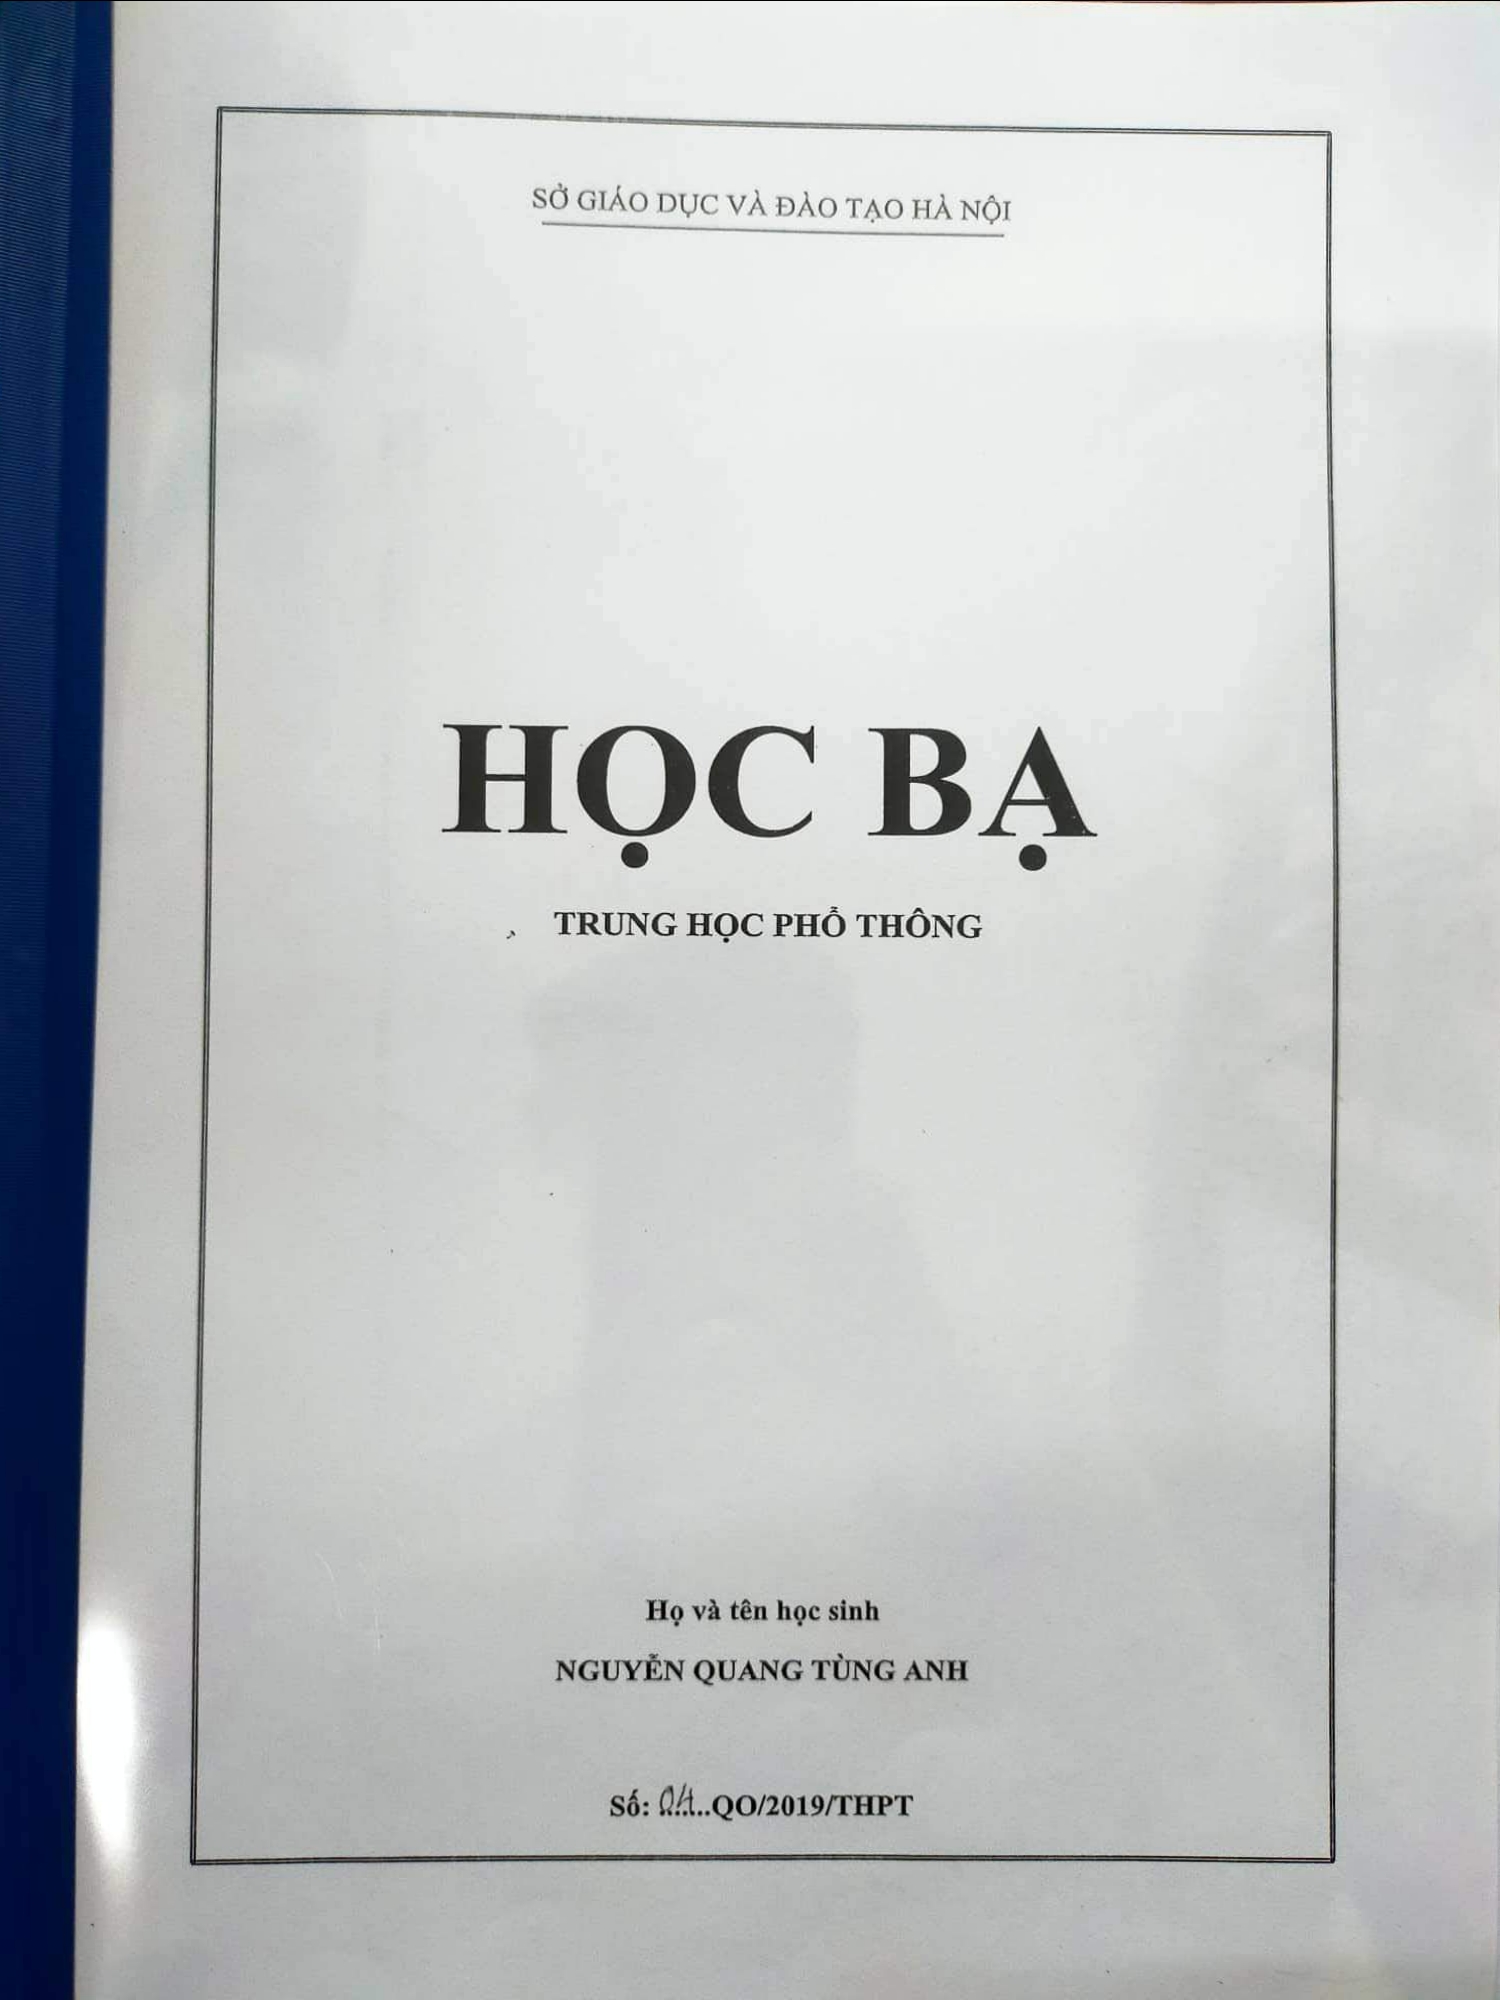 SỞ GIÁO DỤC VÀ ĐÀO TẠO HÀ NỘI
HỌC BẠ
TRUNG HỌC PHỔ THÔNG
Họ và tên học sinh
NGUYỄN QUANG TÙNG ANH
Số: ..QO/2019/THPT